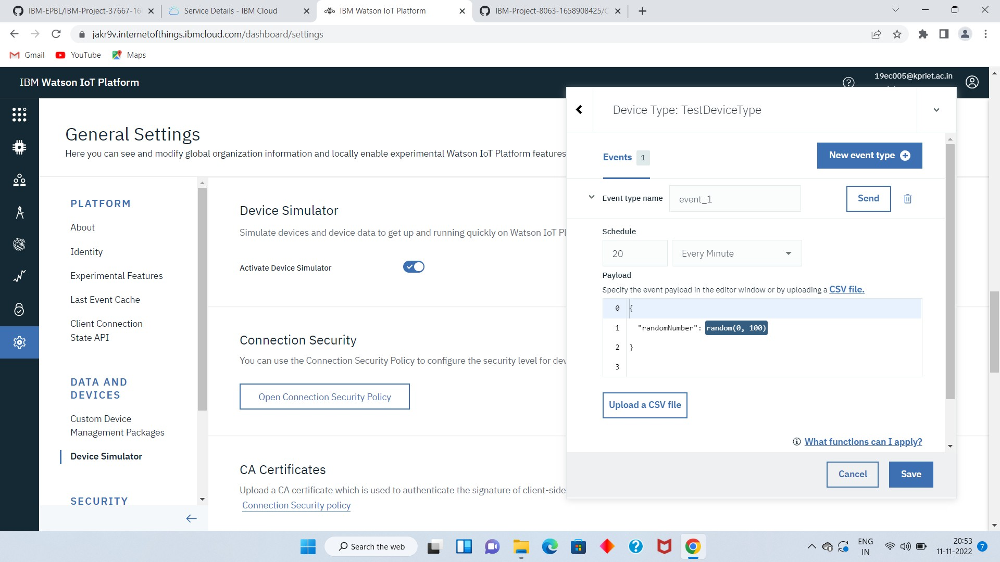 IBM-EPBL/IBM-Project-37667-16
Service Details - IBM Cloud
IBM Watson IoT Platform
IBM-Project-8063-1658908425/C
jakr9v.internetofthings.ibmcloud.com/dashboard/settings
Gmail
YouTube
Maps
IBM Watson IoT Platform
19ec005@kpriet.ac.in
General Settings
Here you can see and modify global organization information and locally enable experimental Watson IoT Platform features
PLATFORM
About
Identity
Experimental Features
Last Event Cache
Client Connection
State API
DATA AND
DEVICES
Custom Device
Management Packages
Device Simulator
SECURITY
Device Simulator
Simulate devices and device data to get up and running quickly on Watson IoT Pl
Activate Device Simulator
Connection Security
You can use the Connection Security Policy to configure the security level for dev
Open Connection Security Policy
CA Certificates
Upload a CA certificate which is used to authenticate the signature of client-side
Connection Security policy
Device Type: TestDeviceType
Events 1
New event type
Event type name
event_1
Send
Schedule
20
Every Minute
Payload
Specify the event payload in the editor window or by uploading a CSV file.
0 {
1 "randomNumber": random(0, 100)
2 }
3
Upload a CSV file
What functions can I apply?
Cancel
Save
Search the web
ENG
IN
20:53
11-11-2022
7